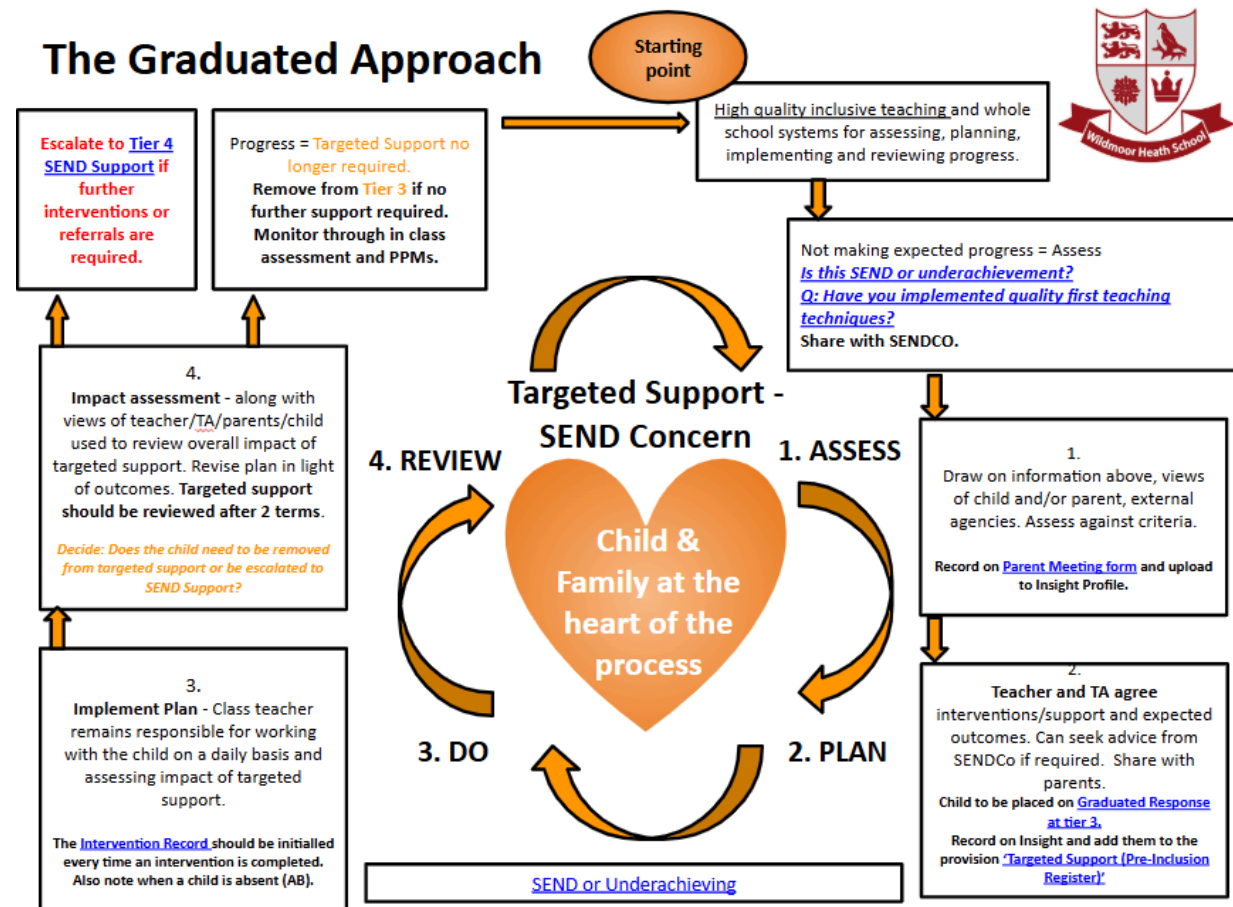 The Graduated Approach
Starting
point
High quality inclusive teaching and whole
school systems for assessing, planning,
implementing and reviewing progress.
Wildmoor Heath School
Not making expected progress = Assess
Is this SEND or underachievement?
Q: Have you implemented quality first teaching
techniques?
Share with SENDCO.
1.
Draw on information above, views
of child and/or parent, external
agencies. Assess against criteria.
Record on Parent Meeting form and upload
to Insight Profile.
2.
Teacher and TA agree
interventions/support and expected
outcomes. Can seek advice from
SENDCo if required.  Share with
parents.
Child to be placed on Graduated Response
at tier 3.
Record on Insight and add them to the
provision ‘Targeted Support (Pre-Inclusion
Register)’
3.
Implement Plan - Class teacher
remains responsible for working
with the child on a daily basis and
assessing impact of targeted
support.
The Intervention Record should be initialled
every time an intervention is completed.
Also note when a child is absent (AB).
4.
Impact assessment - along with
views of teacher/TA/parents/child
used to review overall impact of
targeted support. Revise plan in light
of outcomes. Targeted support
should be reviewed after 2 terms.
Decide: Does the child need to be removed
from targeted support or be escalated to
SEND Support?
Escalate to Tier 4
SEND Support if
further
interventions or
referrals are
required.
Progress = Targeted Support no
longer required.
Remove from Tier 3 if no
further support required.
Monitor through in class
assessment and PPMs.
Targeted Support -
SEND Concern
1. ASSESS
2. PLAN
3. DO
4. REVIEW
Child &
Family at the
heart of the
process
SEND or Underachieving